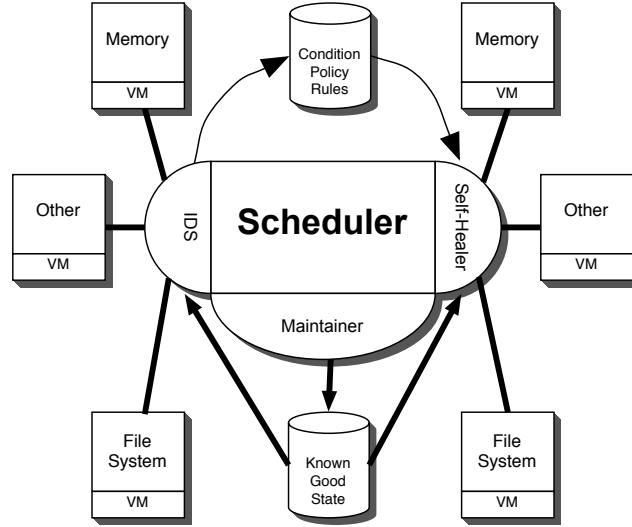 Memory
VM
Condition
Policy
Rules
Memory
VM
Other
VM
IDS
Scheduler
Self-Healer
Other
VM
Maintainer
File
System
VM
Known
Good
State
File
System
VM